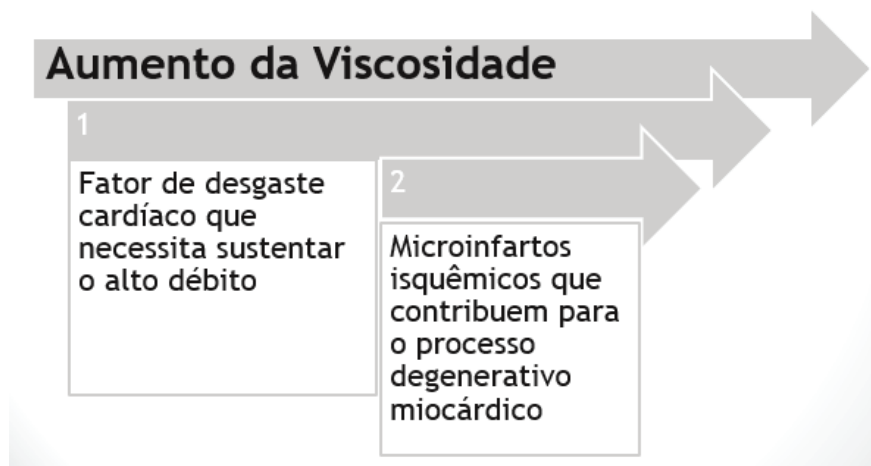 Aumento da Viscosidade
1
Fator de desgaste
cardíaco que
necessita sustentar
o alto débito
2
Microinfartos
isquêmicos que
contribuem para
o processo
degenerativo
miocárdico